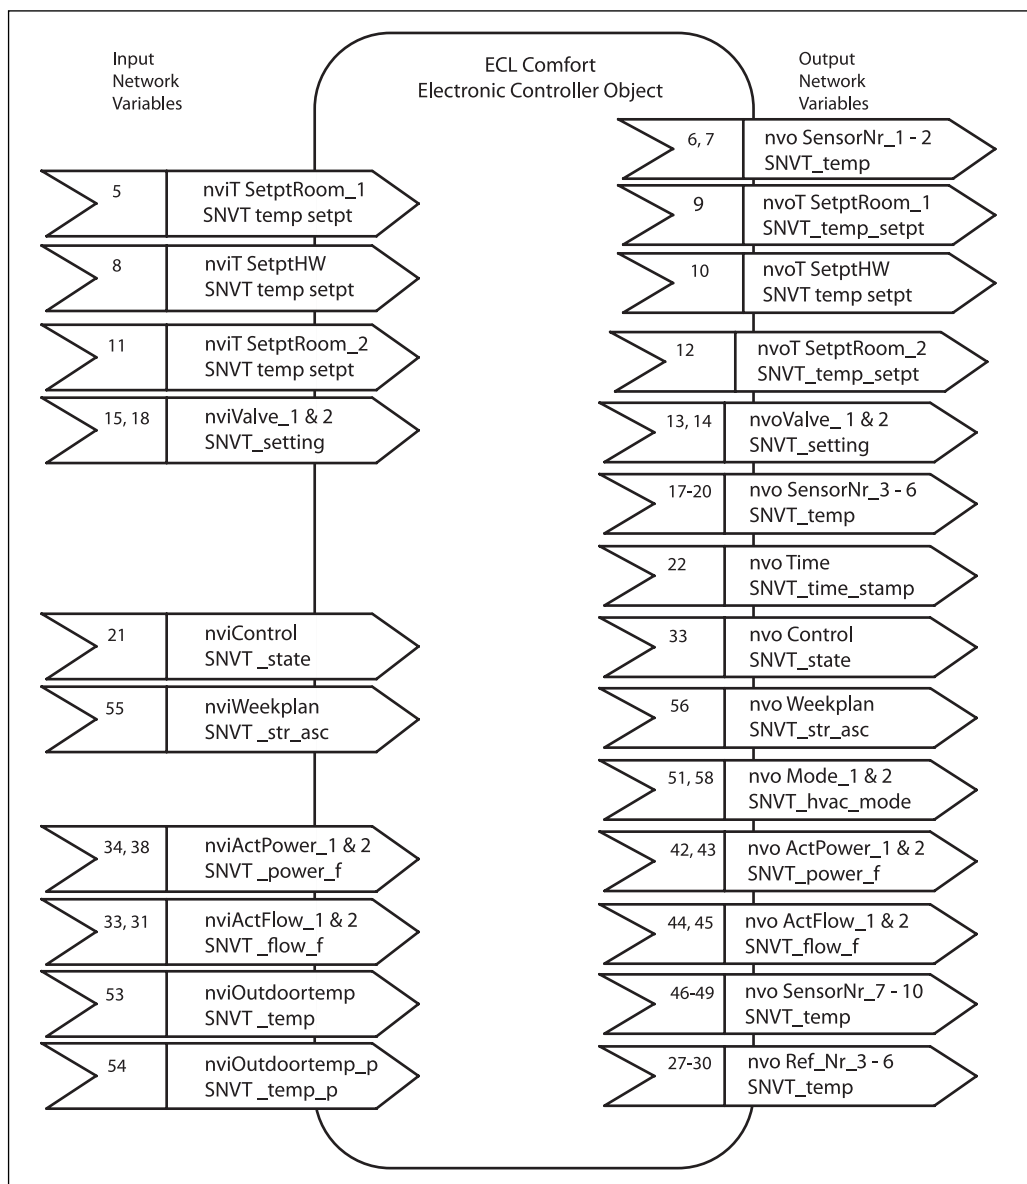 Input
Network
Variables
ECL Comfort
Electronic Controller Object
Output
Network
Variables
5
nviT SetptRoom_1
SNVT temp setpt
8
nviT SetptHW
SNVT temp setpt
11
nviT SetptRoom_2
SNVT temp setpt
15, 18
nviValve_1 & 2
SNVT_setting
21
nviControl
SNVT _state
55
nviWeekplan
SNVT _str_asc
34, 38
nviActPower_1 & 2
SNVT _power_f
33, 31
nviActFlow_1 & 2
SNVT _flow_f
53
nviOutdoortemp
SNVT _temp
54
nviOutdoortemp_p
SNVT _temp_p
6, 7
nvo SensorNr_1 - 2
SNVT_temp
9
nvoT SetptRoom_1
SNVT_temp_setpt
10
nvoT SetptHW
SNVT temp setpt
12
nvoT SetptRoom_2
SNVT_temp_setpt
13, 14
nvoValve_ 1 & 2
SNVT_setting
17-20
nvo SensorNr_3 - 6
SNVT_temp
22
nvo Time
SNVT_time_stamp
33
nvo Control
SNVT_state
56
nvo Weekplan
SNVT_str_asc
51, 58
nvo Mode_1 & 2
SNVT_hvac_mode
42, 43
nvo ActPower_1 & 2
SNVT_power_f
44, 45
nvo ActFlow_1 & 2
SNVT_flow_f
46-49
nvo SensorNr_7 - 10
SNVT_temp
27-30
nvo Ref_Nr_3 - 6
SNVT_temp